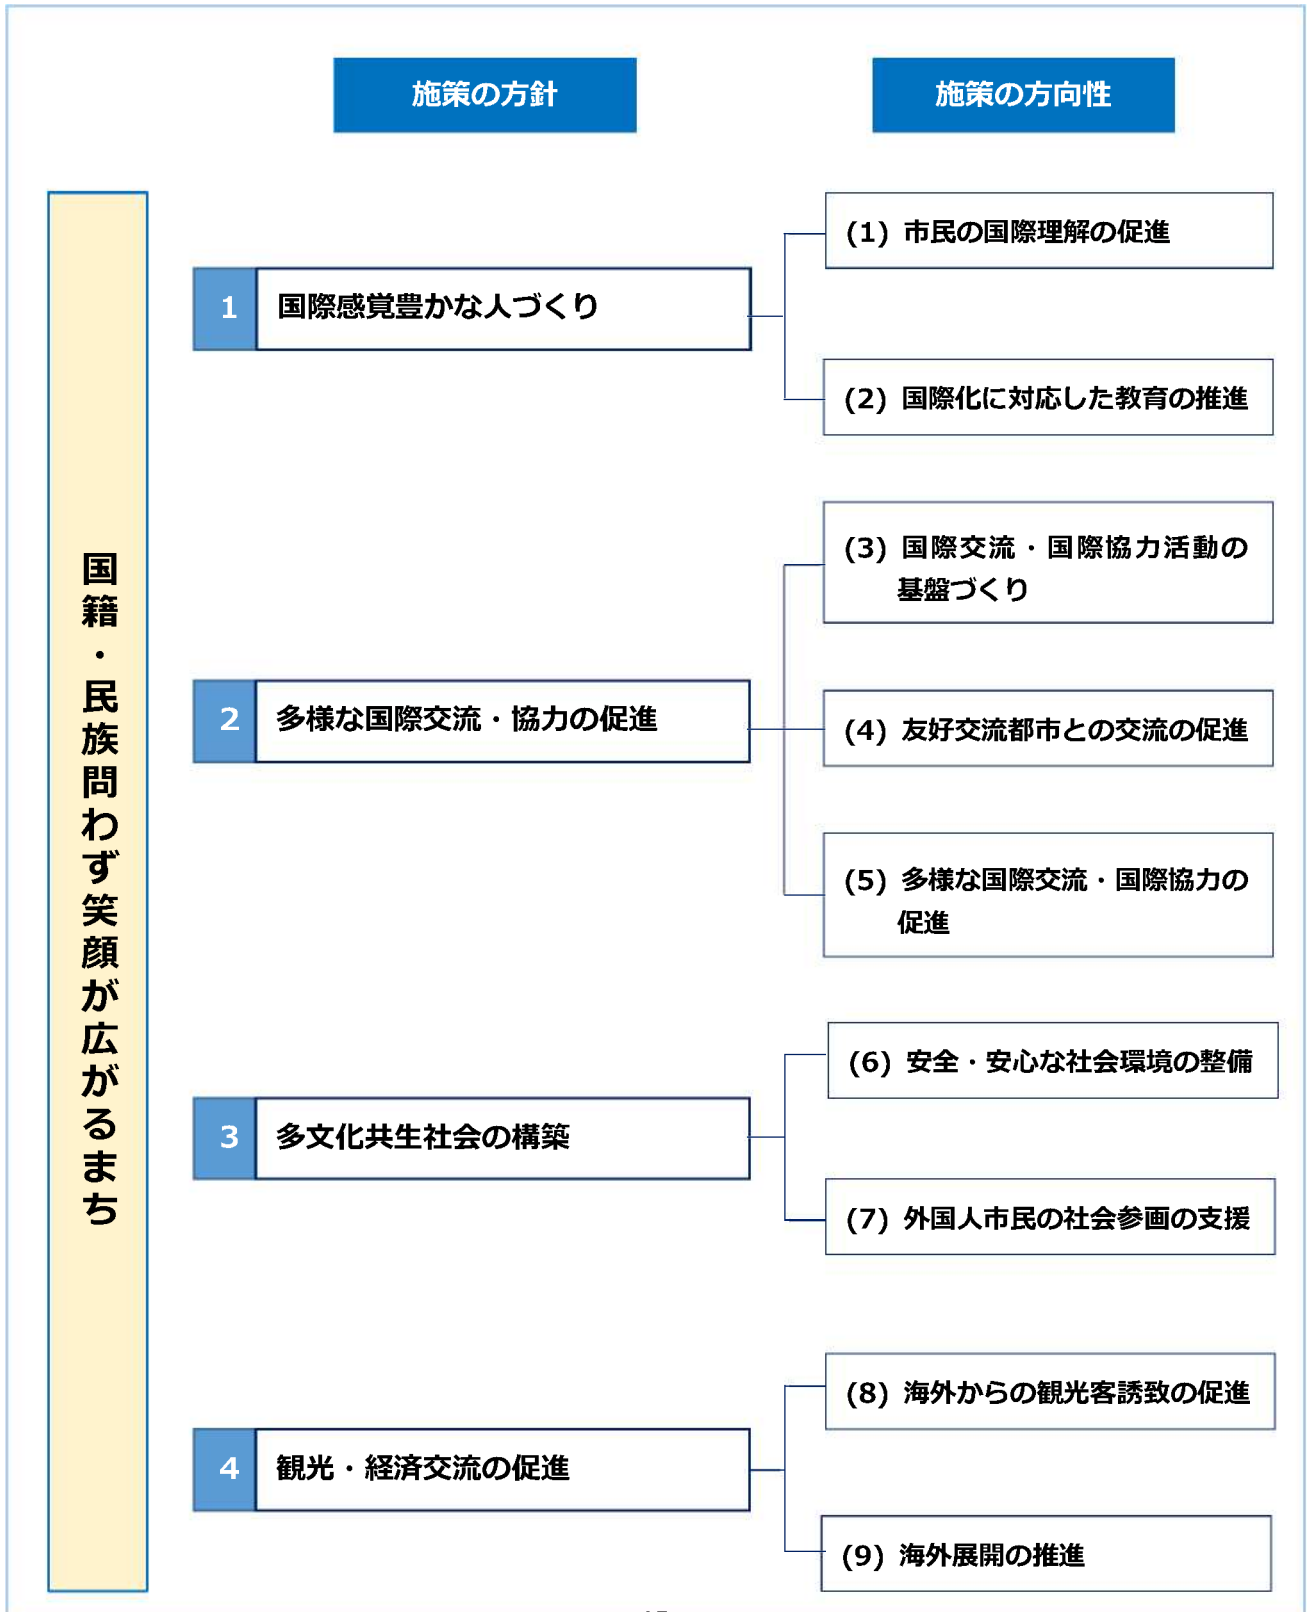 施策の方針
施策の方向性
国籍・民族問わず笑顔が広がるまち
1 国際感覚豊かな人づくり
(1) 市民の国際理解の促進
(2) 国際化に対応した教育の推進
2 多様な国際交流・協力の促進
(3) 国際交流・国際協力活動の
基盤づくり
(4) 友好交流都市との交流の促進
(5) 多様な国際交流・国際協力の
促進
3 多文化共生社会の構築
(6) 安全・安心な社会環境の整備
(7) 外国人市民の社会参画の支援
4 観光・経済交流の促進
(8) 海外からの観光客誘致の促進
(9) 海外展開の推進